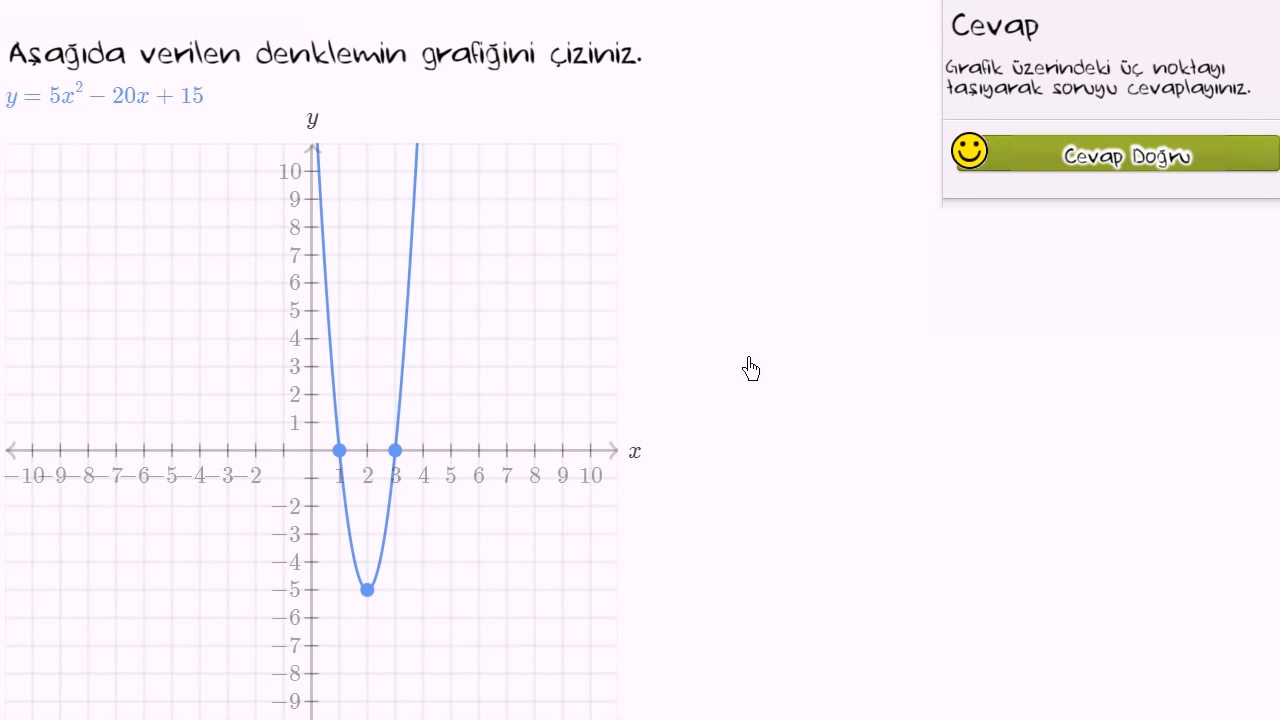 Aşağıda verilen denklemin grafiğini çiziniz.
y = 5x² − 20x + 15
y
10
9
8
7
6
5
4
3
2
1
x
−10 −9 −8 −7 −6 −5 −4 −3 −2 1 2 3 4 5 6 7 8 9 10
−2
−3
−4
−5
−6
−7
−8
−9
Cevap
Grafik üzerindeki üç noktayı
taşıyarak soruyu cevaplayınız.
Cevap Doğru